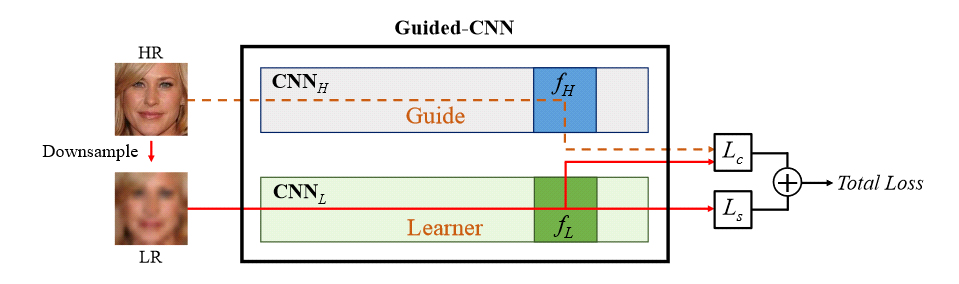 Guided-CNN
HR
CNN_H
f_H
Guide
Downsample
L_c
CNN_L
Total Loss
L_s
Learner
f_L
LR